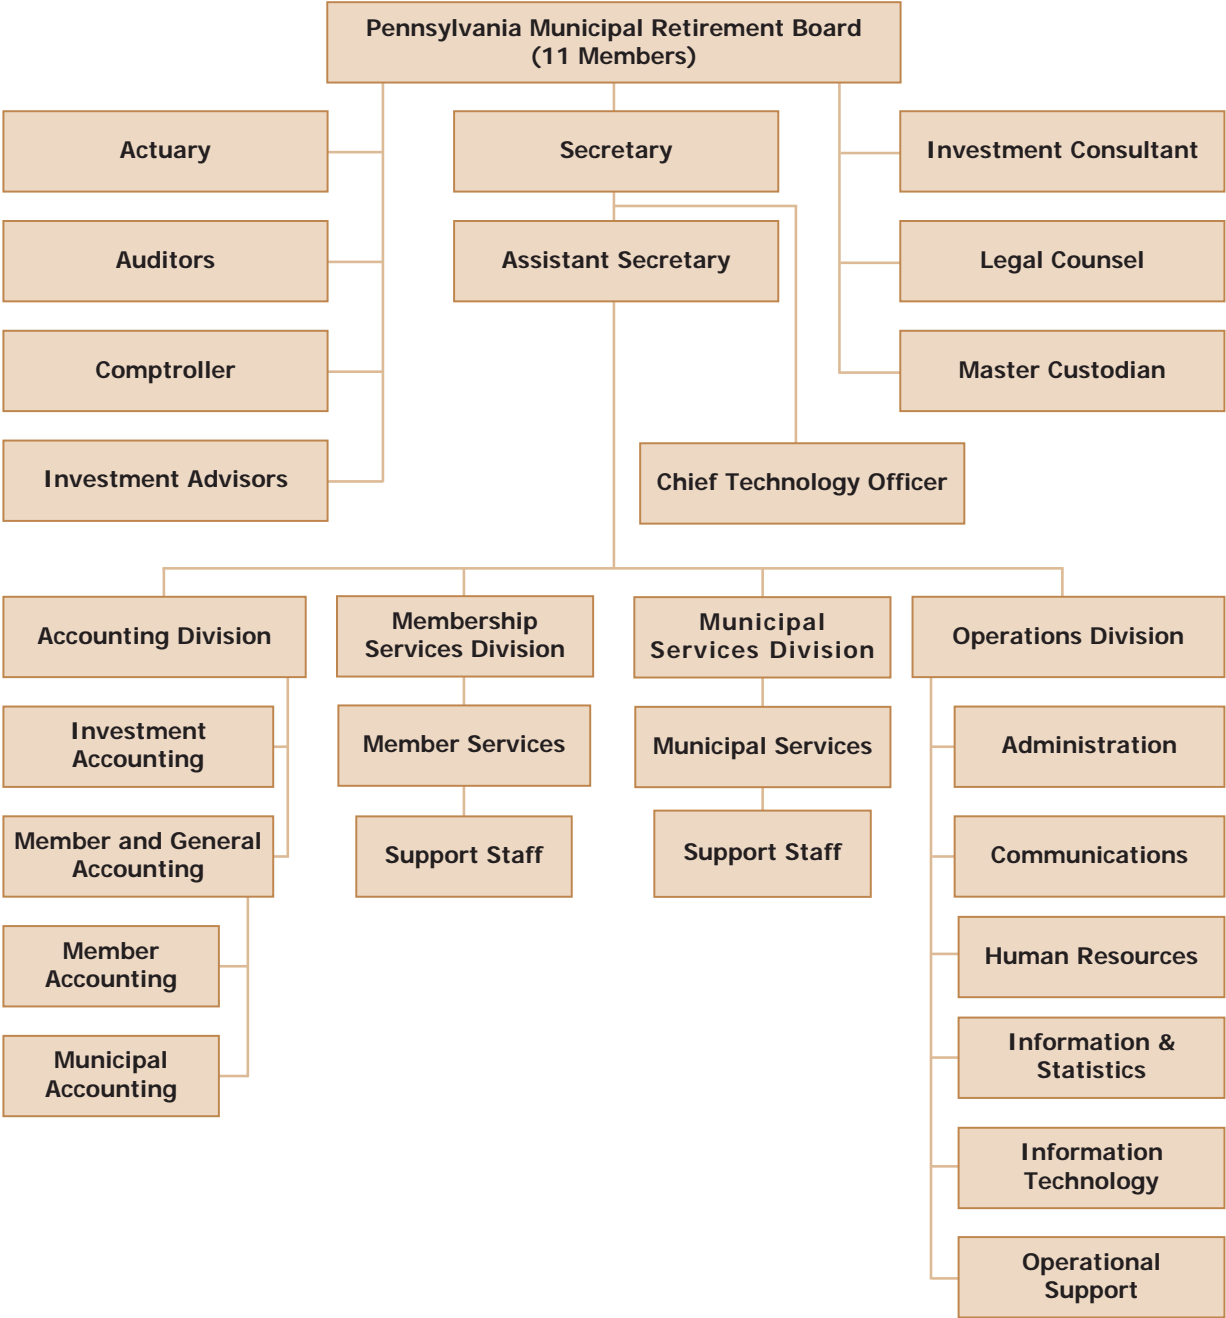 Pennsylvania Municipal Retirement Board
(11 Members)
Actuary
Secretary
Investment Consultant
Auditors
Assistant Secretary
Legal Counsel
Comptroller
Master Custodian
Investment Advisors
Chief Technology Officer
Accounting Division
Membership
Services Division
Municipal
Services Division
Operations Division
Investment
Accounting
Member Services
Municipal Services
Administration
Member and General
Accounting
Support Staff
Support Staff
Communications
Member
Accounting
Human Resources
Municipal
Accounting
Information &
Statistics
Information
Technology
Operational
Support